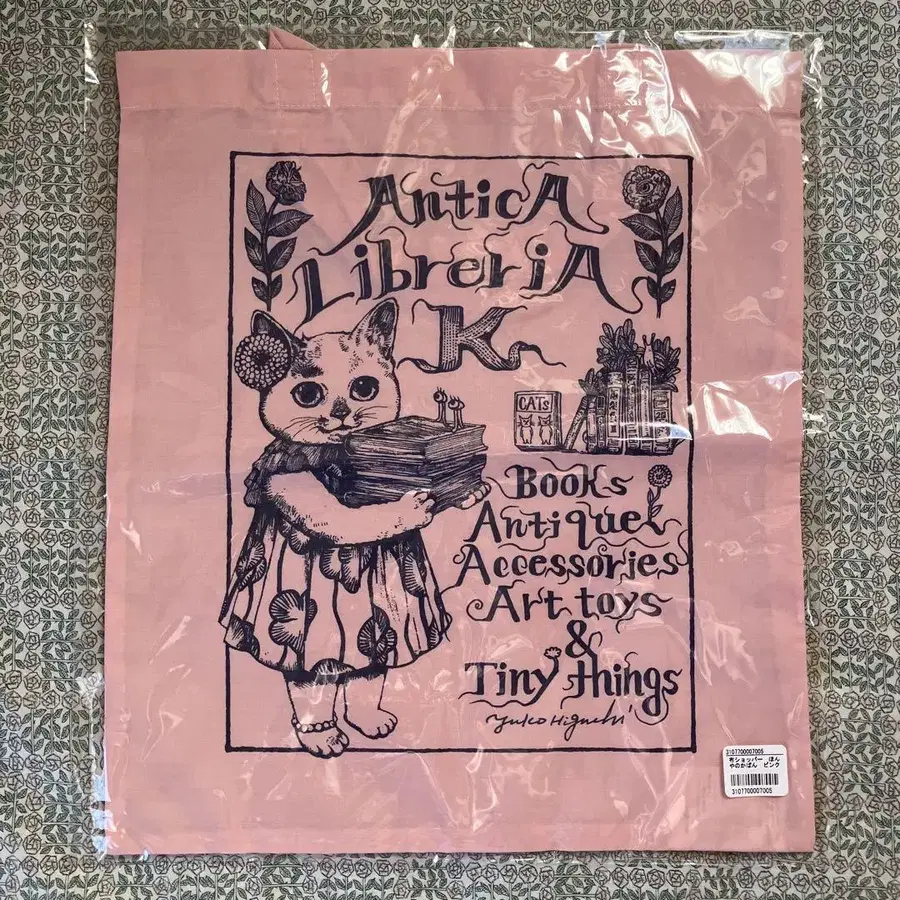 Antica
Libreria
K
CATs
Books
Antique
Accessories
Art toys
&
Tiny things
Yuko Higuchi
3107700007005
布ショッパー ほん
やのかばん ピンク
3107700007005